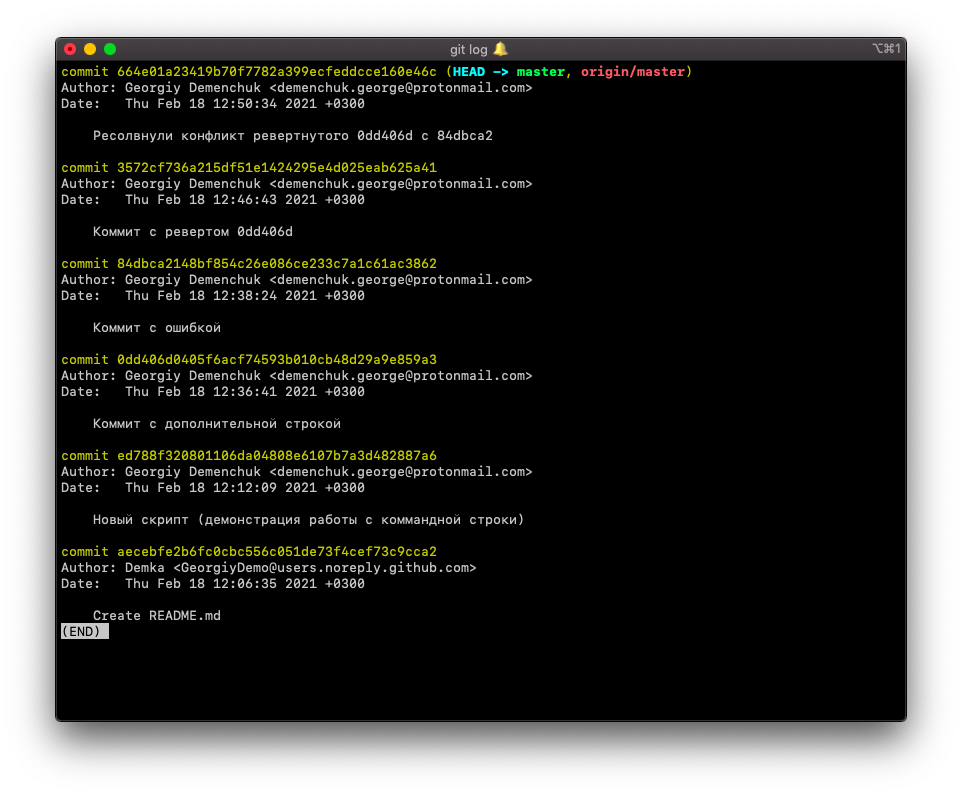 git log 🔔
⌥⌘1
commit 664e01a23419b70f7782a399ecfeddcce160e46c (HEAD -> master, origin/master)
Author: Georgiy Demenchuk <demenchuk.george@protonmail.com>
Date:   Thu Feb 18 12:50:34 2021 +0300
Ресолвнули конфликт ревертнутого 0dd406d с 84dbca2
commit 3572cf736a215df51e1424295e4d025eab625a41
Author: Georgiy Demenchuk <demenchuk.george@protonmail.com>
Date:   Thu Feb 18 12:46:43 2021 +0300
Коммит с ревертом 0dd406d
commit 84dbca2148bf854c26e086ce233c7a1c61ac3862
Author: Georgiy Demenchuk <demenchuk.george@protonmail.com>
Date:   Thu Feb 18 12:38:24 2021 +0300
Коммит с ошибкой
commit 0dd406d0405f6acf74593b010cb48d29a9e859a3
Author: Georgiy Demenchuk <demenchuk.george@protonmail.com>
Date:   Thu Feb 18 12:36:41 2021 +0300
Коммит с дополнительной строкой
commit ed788f320801106da04808e6107b7a3d482887a6
Author: Georgiy Demenchuk <demenchuk.george@protonmail.com>
Date:   Thu Feb 18 12:12:09 2021 +0300
Новый скрипт (демонстрация работы с коммандной строки)
commit aecebfe2b6fc0cbc556c051de73f4cef73c9cca2
Author: Demka <GeorgiyDemo@users.noreply.github.com>
Date:   Thu Feb 18 12:06:35 2021 +0300
Create README.md
(END)